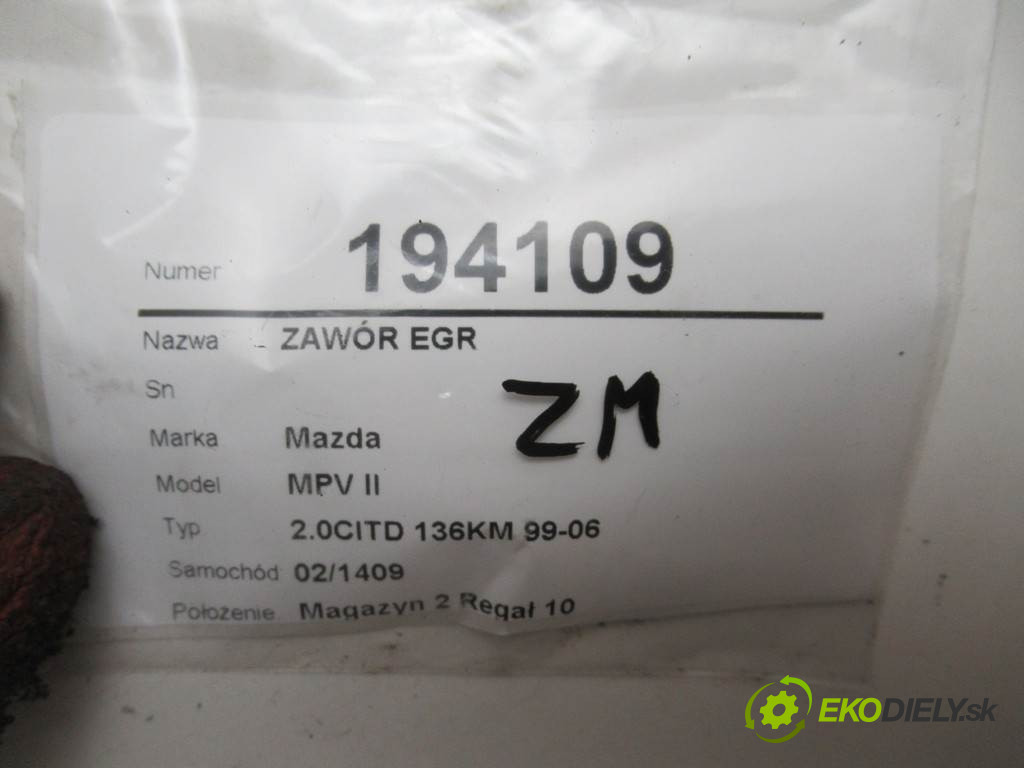 Numer 194109
Nazwa ZAWÓR EGR
Sn
ZM
Marka Mazda
Model MPV II
Typ 2.0CITD 136KM 99-06
Samochód 02/1409
Położenie Magazyn 2 Regał 10
EKODIELY.sk